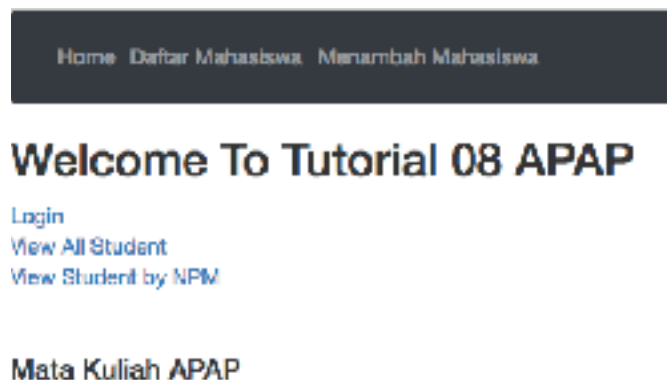 Home Daftar Mahasiswa Menambah Mahasiswa
Welcome To Tutorial 08 APAP
Login
View All Student
View Student by NPM
Mata Kuliah APAP